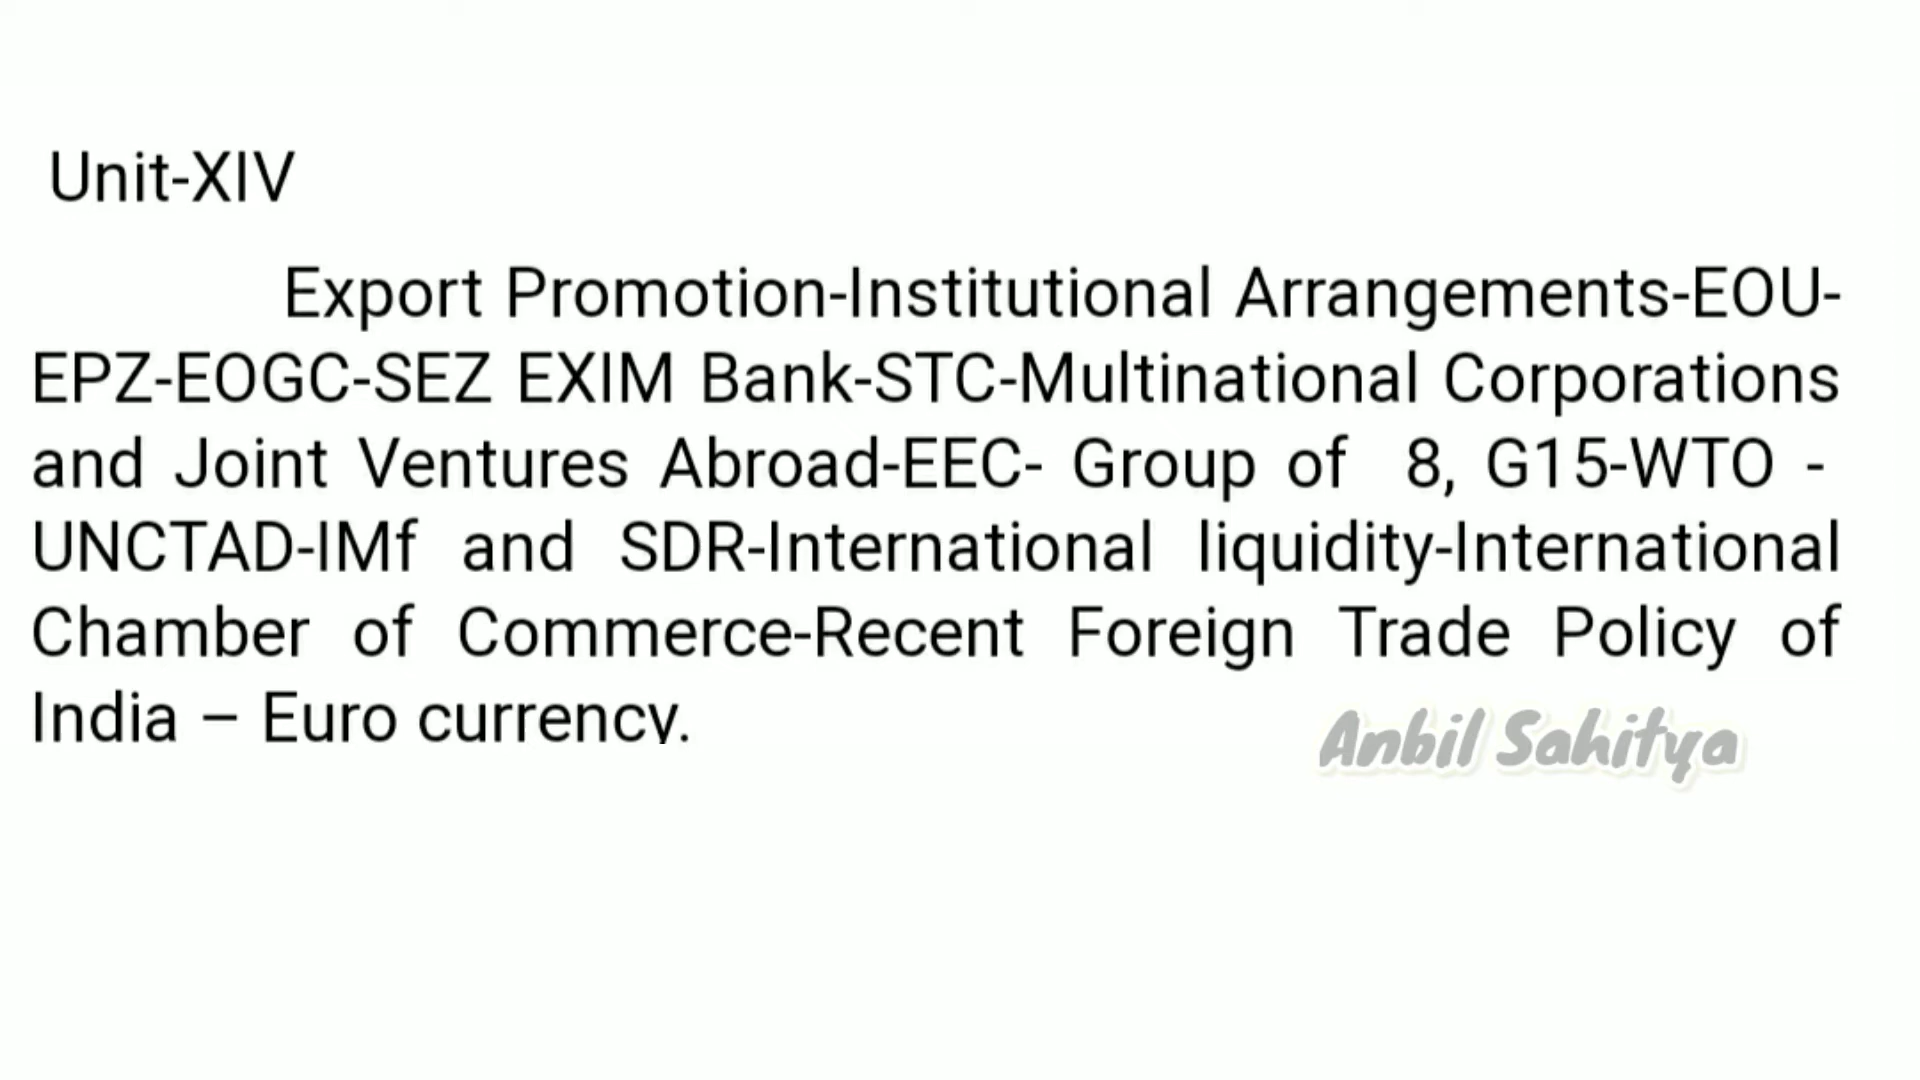 Unit-XIV
Export Promotion-Institutional Arrangements-EOU-
EPZ-EOGC-SEZ EXIM Bank-STC-Multinational Corporations
and Joint Ventures Abroad-EEC- Group of 8, G15-WTO -
UNCTAD-IMf and SDR-International liquidity-International
Chamber of Commerce-Recent Foreign Trade Policy of
India – Euro currency.
Anbil Sahitya